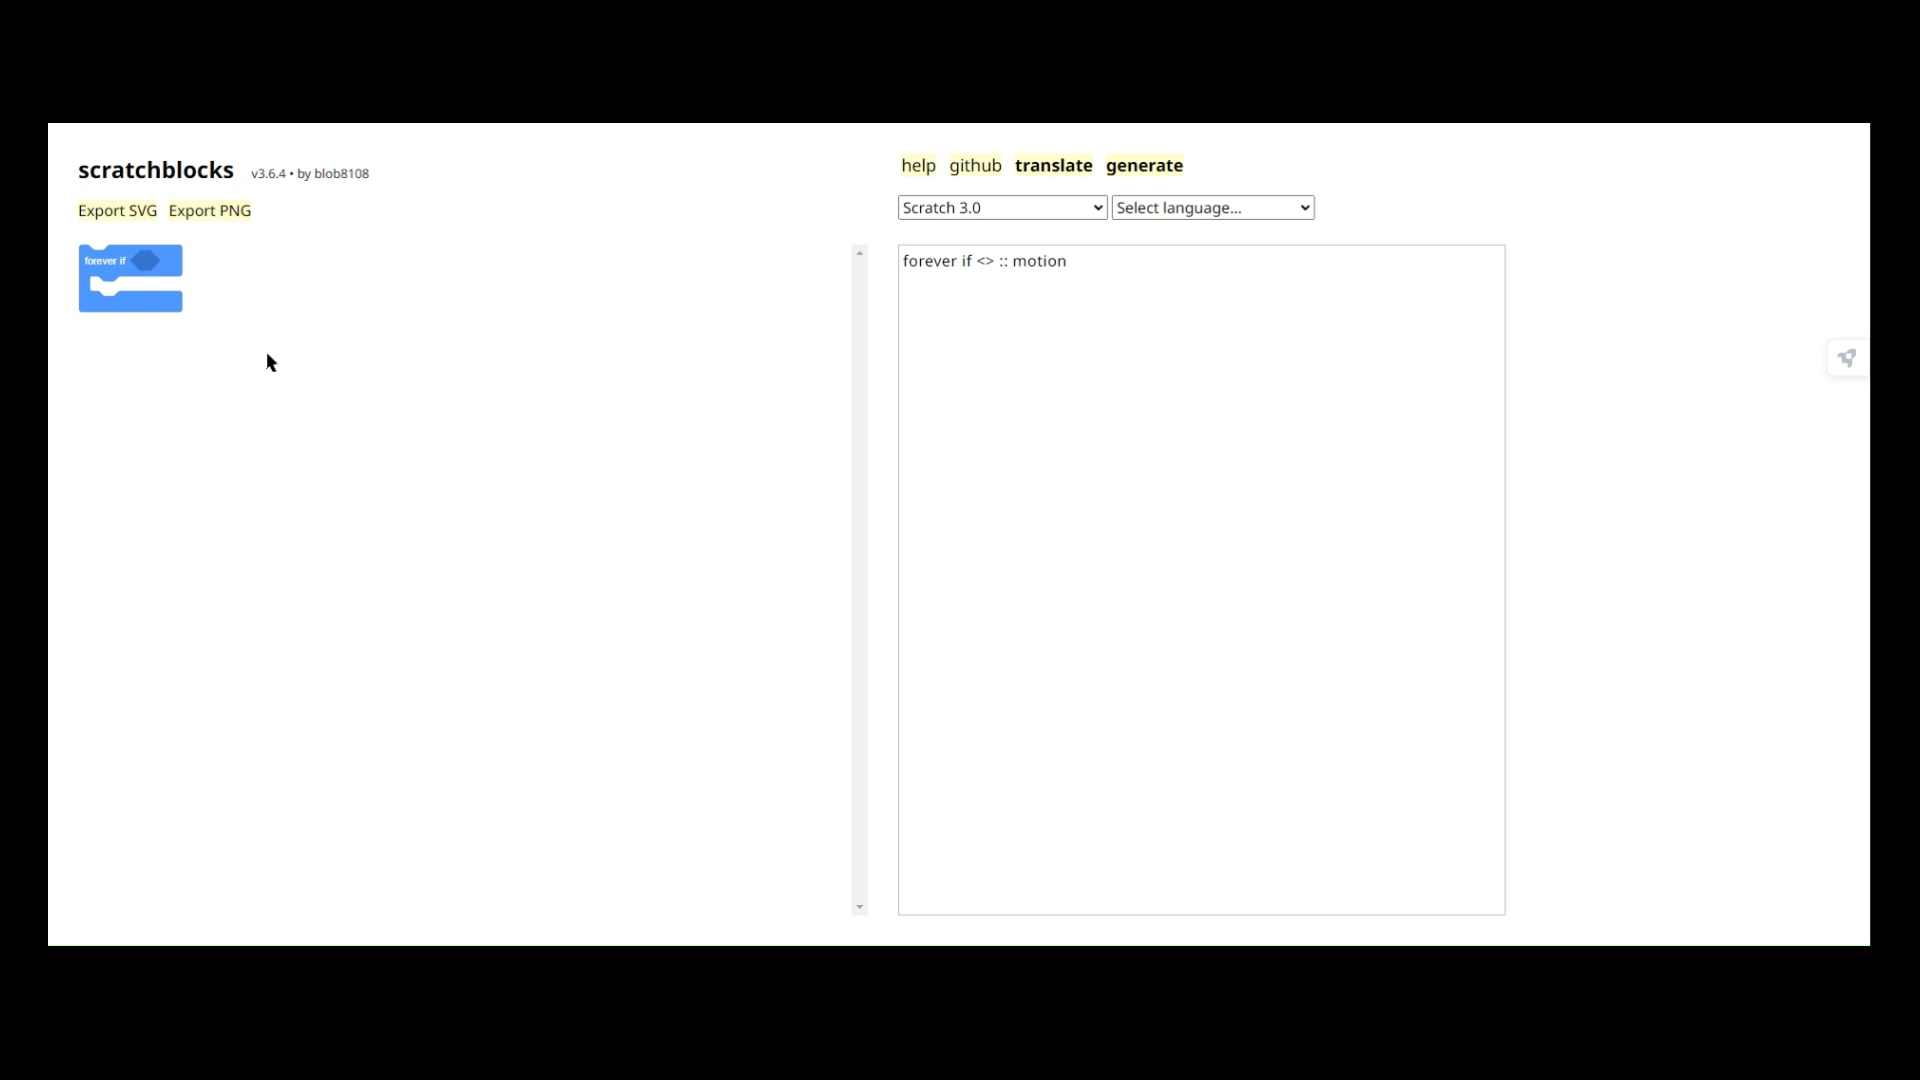 scratchblocks v3.6.4 • by blob8108
Export SVG Export PNG
forever if
help github translate generate
Scratch 3.0 Select language...
forever if <> :: motion